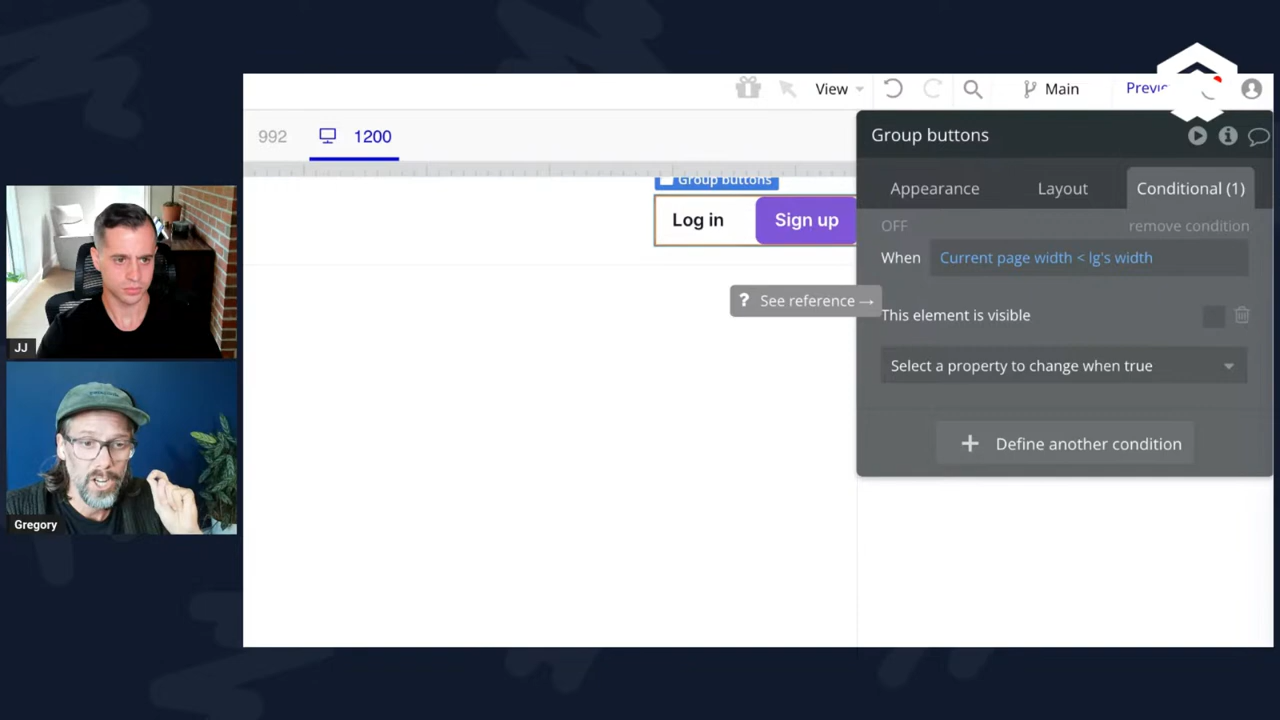 View
Main
Previ
992
1200
Group buttons
Log in
Sign up
Group buttons
Appearance
Layout
Conditional (1)
OFF
remove condition
When
Current page width < lg's width
? See reference →
This element is visible
Select a property to change when true
+ Define another condition
JJ
Gregory